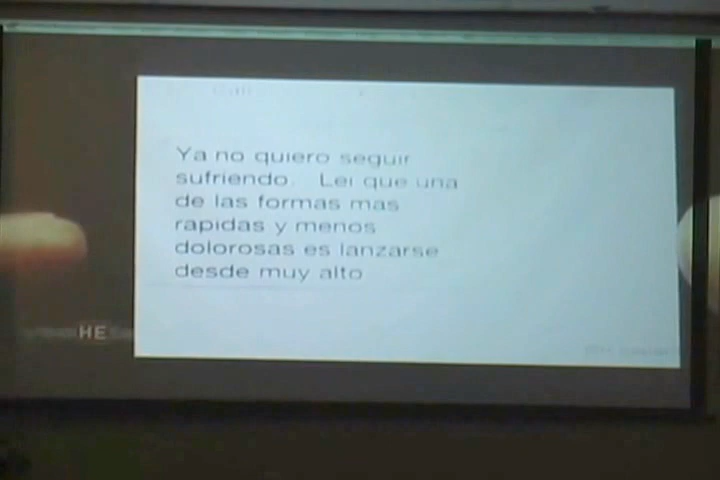 Ya no quiero seguir
sufriendo. Lei que una
de las formas mas
rapidas y menos
dolorosas es lanzarse
desde muy alto
HE